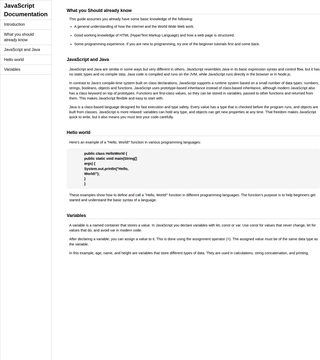 JavaScript
Documentation
Introduction
What you should
already know
JavaScript and Java
Hello world
Variables
What you Should already know
This guide assumes you already have some basic knowledge of the following:
A general understanding of how the internet and the World Wide Web work.
Good working knowledge of HTML (HyperText Markup Language) and how a web page is structured.
Some programming experience. If you are new to programming, try one of the beginner tutorials first and come back.
JavaScript and Java
JavaScript and Java are similar in some ways but very different in others. JavaScript resembles Java in its basic expression syntax and control flow, but it has
no static types and no compile step. Java code is compiled and runs on the JVM, while JavaScript runs directly in the browser or in Node.js.
In contrast to Java's compile-time system built on class declarations, JavaScript supports a runtime system based on a small number of data types: numbers,
strings, booleans, objects and functions. JavaScript uses prototype-based inheritance instead of class-based inheritance, although modern JavaScript also
has a class keyword on top of prototypes. Functions are first-class values, so they can be stored in variables, passed to other functions and returned from
them. This makes JavaScript flexible and easy to start with.
Java is a class-based language designed for fast execution and type safety. Every value has a type that is checked before the program runs, and objects are
built from classes. JavaScript is more relaxed: variables can hold any type, and objects can get new properties at any time. That freedom makes JavaScript
quick to write, but it also means you must test your code carefully.
Hello world
Here's an example of a "Hello, World!" function in various programming languages:
public class HelloWorld {
public static void main(String[]
args) {
System.out.println("Hello,
World!");
}
}
These examples show how to define and call a "Hello, World!" function in different programming languages. The function's purpose is to help beginners get
started and understand the basic syntax of a language.
Variables
A variable is a named container that stores a value. In JavaScript you declare variables with let, const or var. Use const for values that never change, let for
values that do, and avoid var in modern code.
After declaring a variable, you can assign a value to it. This is done using the assignment operator (=). The assigned value must be of the same data type as
the variable.
In this example, age, name, and height are variables that store different types of data. They are used in calculations, string concatenation, and printing.